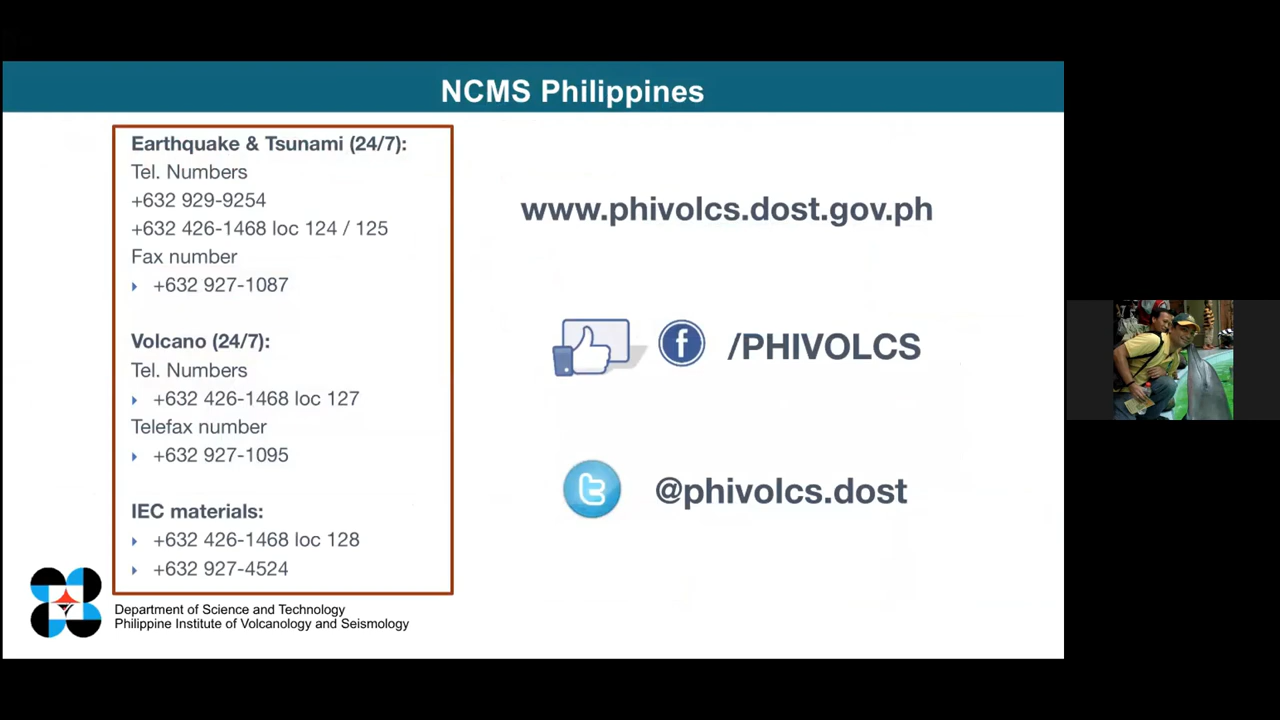 NCMS Philippines
Earthquake & Tsunami (24/7):
Tel. Numbers
+632 929-9254
+632 426-1468 loc 124 / 125
Fax number
+632 927-1087
Volcano (24/7):
Tel. Numbers
+632 426-1468 loc 127
Telefax number
+632 927-1095
IEC materials:
+632 426-1468 loc 128
+632 927-4524
www.phivolcs.dost.gov.ph
/PHIVOLCS
@phivolcs.dost
Department of Science and Technology
Philippine Institute of Volcanology and Seismology